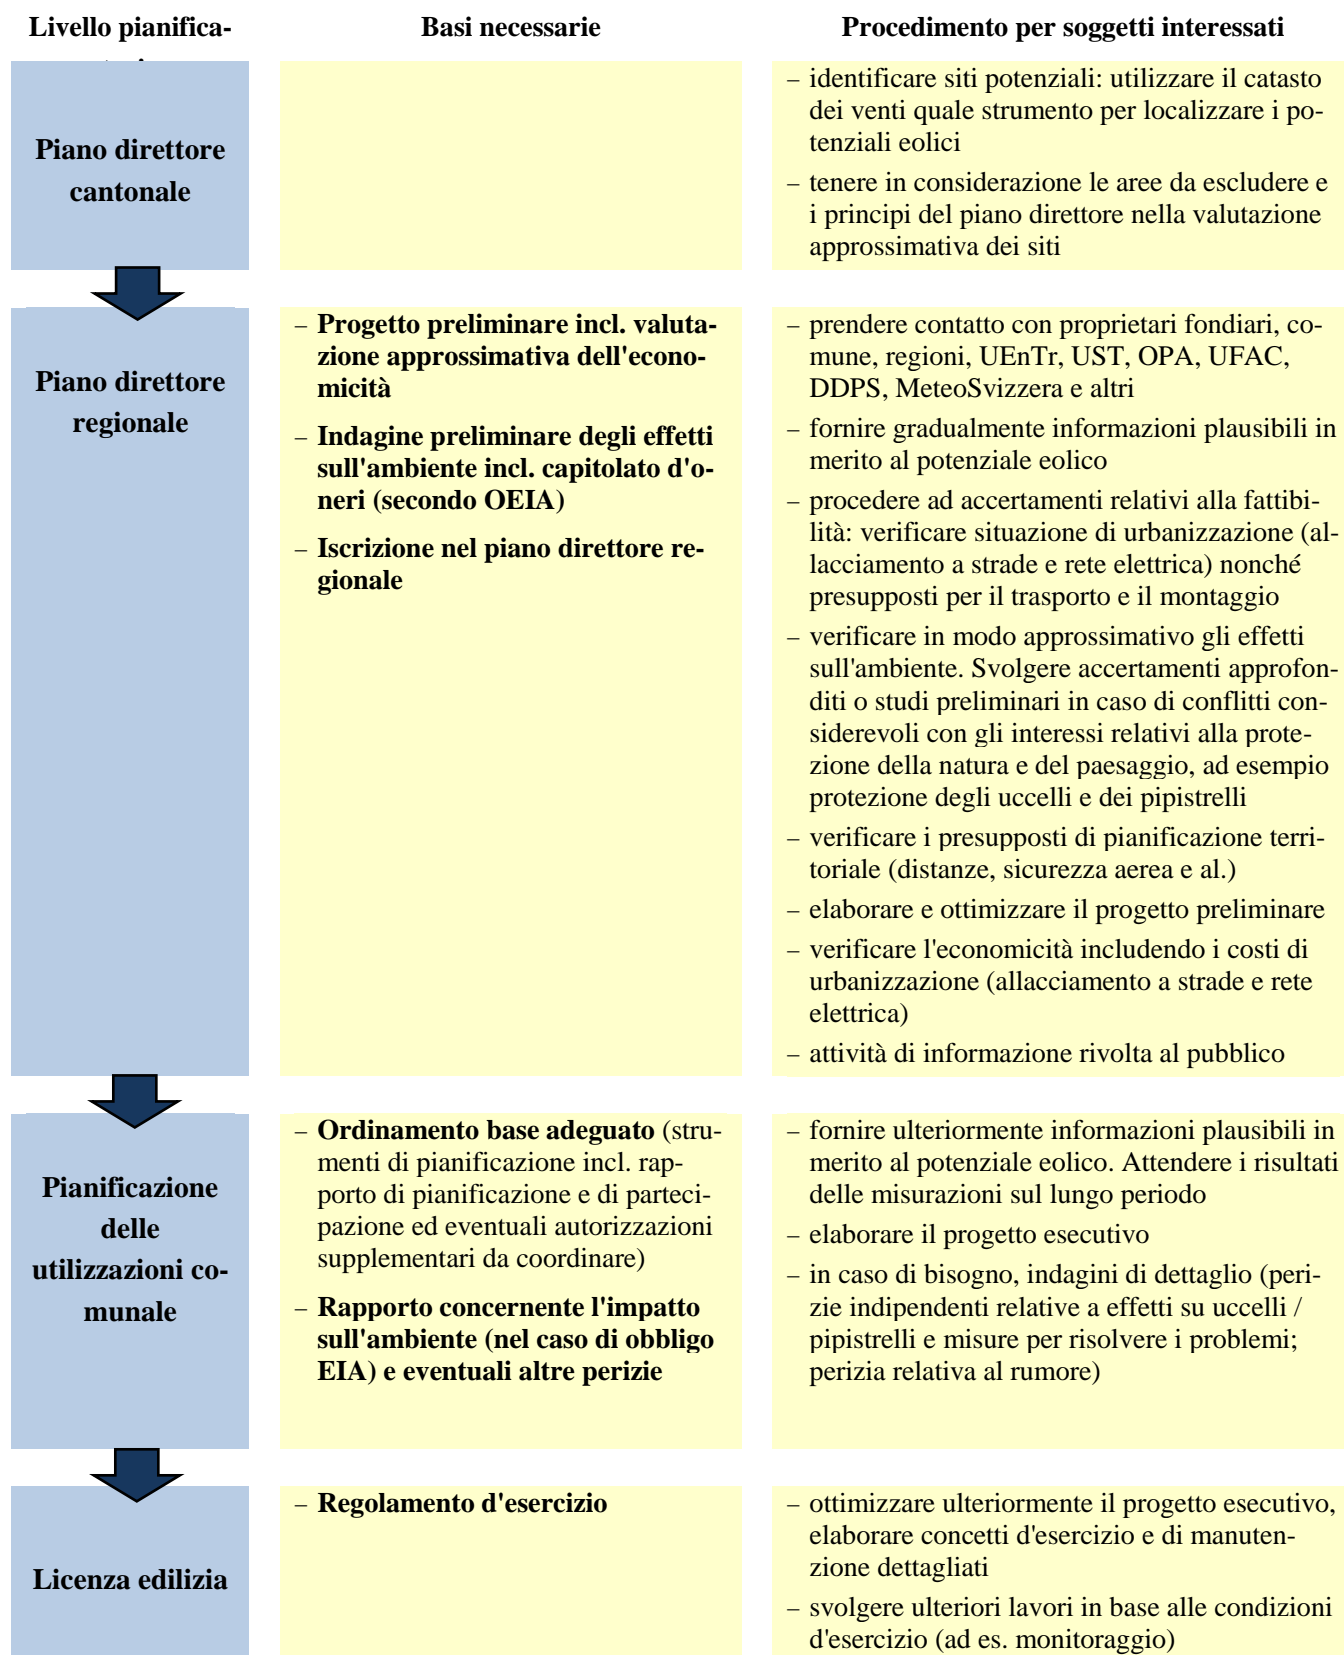 Livello pianifica-
Basi necessarie
Procedimento per soggetti interessati
Piano direttore
cantonale
– identificare siti potenziali: utilizzare il catasto
dei venti quale strumento per localizzare i po-
tenziali eolici
– tenere in considerazione le aree da escludere e
i principi del piano direttore nella valutazione
approssimativa dei siti
Piano direttore
regionale
– Progetto preliminare incl. valuta-
zione approssimativa dell'econo-
micità
– Indagine preliminare degli effetti
sull'ambiente incl. capitolato d'o-
neri (secondo OEIA)
– Iscrizione nel piano direttore re-
gionale
– prendere contatto con proprietari fondiari, co-
mune, regioni, UEnTr, UST, OPA, UFAC,
DDPS, MeteoSvizzera e altri
– fornire gradualmente informazioni plausibili in
merito al potenziale eolico
– procedere ad accertamenti relativi alla fattibi-
lità: verificare situazione di urbanizzazione (al-
lacciamento a strade e rete elettrica) nonché
presupposti per il trasporto e il montaggio
– verificare in modo approssimativo gli effetti
sull'ambiente. Svolgere accertamenti approfon-
diti o studi preliminari in caso di conflitti con-
siderevoli con gli interessi relativi alla prote-
zione della natura e del paesaggio, ad esempio
protezione degli uccelli e dei pipistrelli
– verificare i presupposti di pianificazione terri-
toriale (distanze, sicurezza aerea e al.)
– elaborare e ottimizzare il progetto preliminare
– verificare l'economicità includendo i costi di
urbanizzazione (allacciamento a strade e rete
elettrica)
– attività di informazione rivolta al pubblico
Pianificazione
delle
utilizzazioni co-
munale
– Ordinamento base adeguato (stru-
menti di pianificazione incl. rap-
porto di pianificazione e di parteci-
pazione ed eventuali autorizzazioni
supplementari da coordinare)
– Rapporto concernente l'impatto
sull'ambiente (nel caso di obbligo
EIA) e eventuali altre perizie
– fornire ulteriormente informazioni plausibili in
merito al potenziale eolico. Attendere i risultati
delle misurazioni sul lungo periodo
– elaborare il progetto esecutivo
– in caso di bisogno, indagini di dettaglio (peri-
zie indipendenti relative a effetti su uccelli /
pipistrelli e misure per risolvere i problemi;
perizia relativa al rumore)
Licenza edilizia
– Regolamento d'esercizio
– ottimizzare ulteriormente il progetto esecutivo,
elaborare concetti d'esercizio e di manuten-
zione dettagliati
– svolgere ulteriori lavori in base alle condizioni
d'esercizio (ad es. monitoraggio)